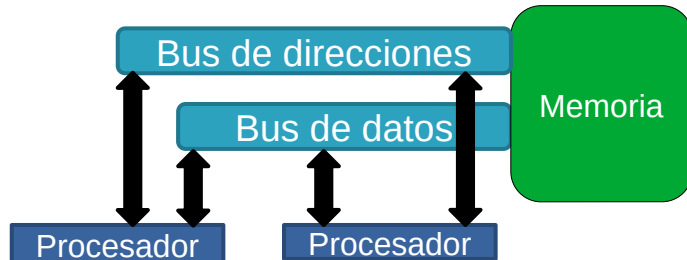 Bus de direcciones
Memoria
Bus de datos
Procesador
Procesador